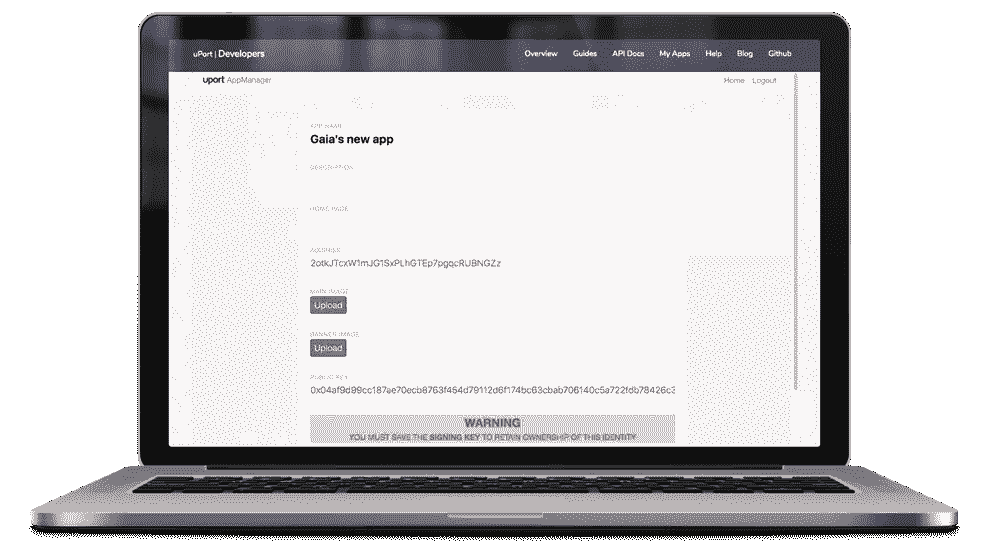 uPort | Developers
Overview Guides API Docs My Apps Help Blog Github
uport AppManager
Home Logout
APP NAME
Gaia's new app
DESCRIPTION
HOME PAGE
ADDRESS
2otkJTcxW1mJG1SxPLhGTEp7pgqcRUBNGZz
MAIN IMAGE
Upload
BANNER IMAGE
Upload
PUBLIC KEY
0x04af9d99cc187ae70ecb8763f464d79112d6f174bc63cbab706140c5a722fdb78426c3
WARNING
YOU MUST SAVE THE SIGNING KEY TO RETAIN OWNERSHIP OF THIS IDENTITY